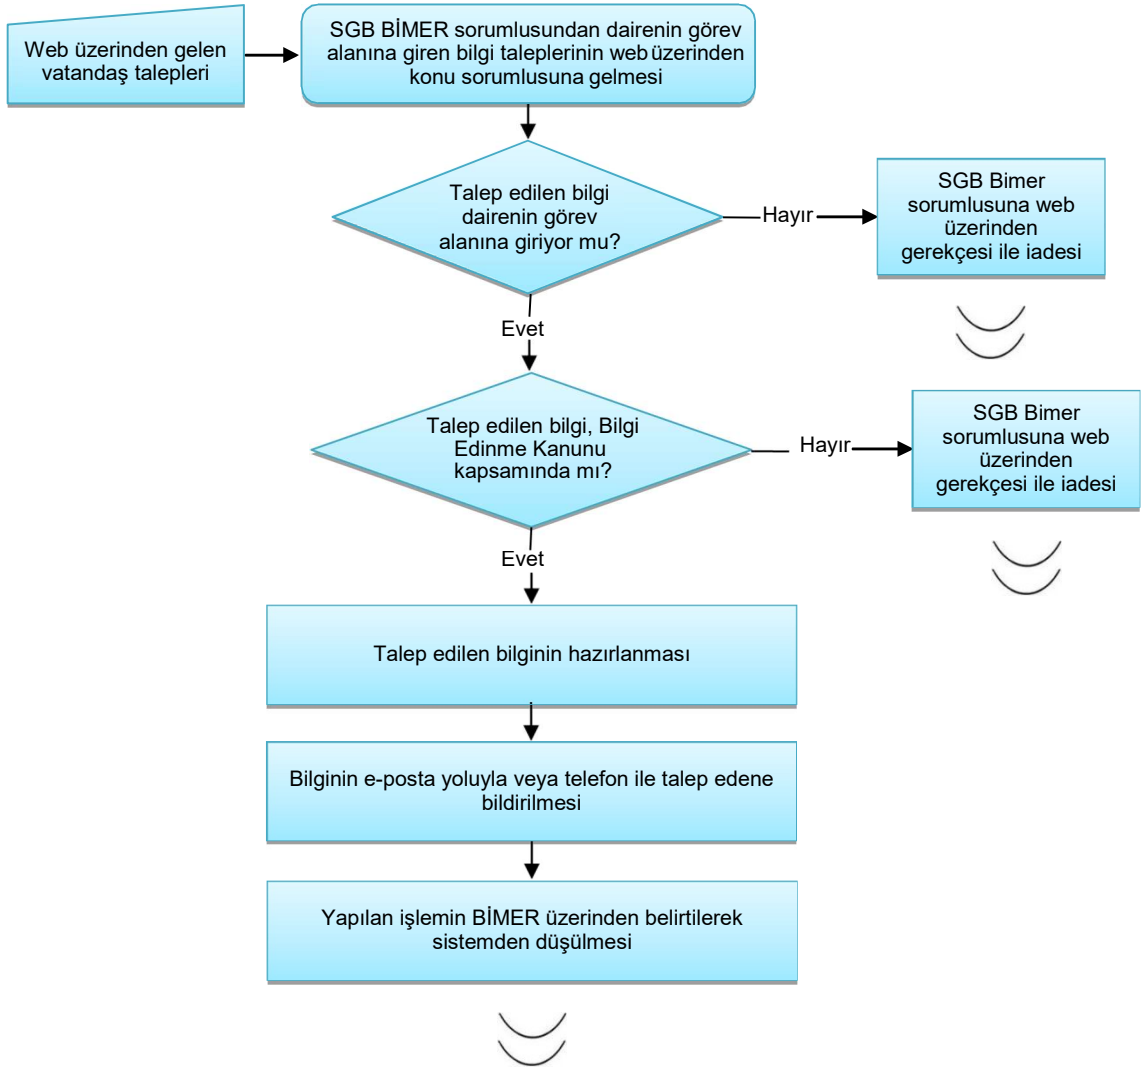 Web üzerinden gelen
vatandaş talepleri
SGB BİMER sorumlusundan dairenin görev
alanına giren bilgi taleplerinin web üzerinden
konu sorumlusuna gelmesi
Talep edilen bilgi
dairenin görev
alanına giriyor mu?
Hayır
SGB Bimer
sorumlusuna web
üzerinden
gerekçesi ile iadesi
Evet
Talep edilen bilgi, Bilgi
Edinme Kanunu
kapsamında mı?
Hayır
SGB Bimer
sorumlusuna web
üzerinden
gerekçesi ile iadesi
Evet
Talep edilen bilginin hazırlanması
Bilginin e-posta yoluyla veya telefon ile talep edene
bildirilmesi
Yapılan işlemin BİMER üzerinden belirtilerek
sistemden düşülmesi